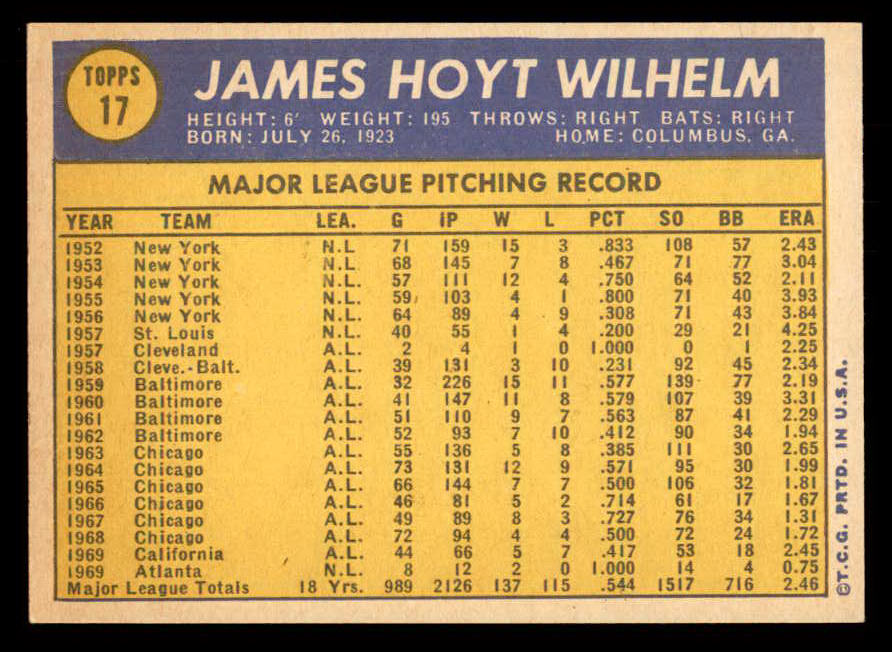 TOPPS
17
JAMES HOYT WILHELM
HEIGHT: 6' WEIGHT: 195 THROWS: RIGHT BATS: RIGHT
BORN: JULY 26, 1923 HOME: COLUMBUS, GA.
MAJOR LEAGUE PITCHING RECORD
YEAR TEAM LEA. G IP W L PCT SO BB ERA
1952 New York N.L 71 159 15 3 .833 108 57 2.43
1953 New York N.L. 68 145 7 8 .467 71 77 3.04
1954 New York N.L. 57 111 12 4 .750 64 52 2.11
1955 New York N.L. 59 103 4 1 .800 71 40 3.93
1956 New York N.L. 64 89 4 9 .308 71 43 3.84
1957 St. Louis N.L. 40 55 1 4 .200 29 21 4.25
1957 Cleveland A.L. 2 4 1 0 1.000 0 1 2.25
1958 Cleve.-Balt. A.L. 39 131 3 10 .231 92 45 2.34
1959 Baltimore A.L. 32 226 15 11 .577 139 77 2.19
1960 Baltimore A.L. 41 147 11 8 .579 107 39 3.31
1961 Baltimore A.L. 51 110 9 7 .563 87 41 2.29
1962 Baltimore A.L. 52 93 7 10 .412 90 34 1.94
1963 Chicago A.L. 55 136 5 8 .385 111 30 2.65
1964 Chicago A.L. 73 131 12 9 .571 95 30 1.99
1965 Chicago A.L. 66 144 7 7 .500 106 32 1.81
1966 Chicago A.L. 46 81 5 2 .714 61 17 1.67
1967 Chicago A.L. 49 89 8 3 .727 76 34 1.31
1968 Chicago A.L. 72 94 4 4 .500 72 24 1.72
1969 California A.L. 44 66 5 7 .417 53 18 2.45
1969 Atlanta N.L. 8 12 2 0 1.000 14 4 0.75
Major League Totals 18 Yrs. 989 2126 137 115 .544 1517 716 2.46
©T.C.G. PRTD. IN U.S.A.